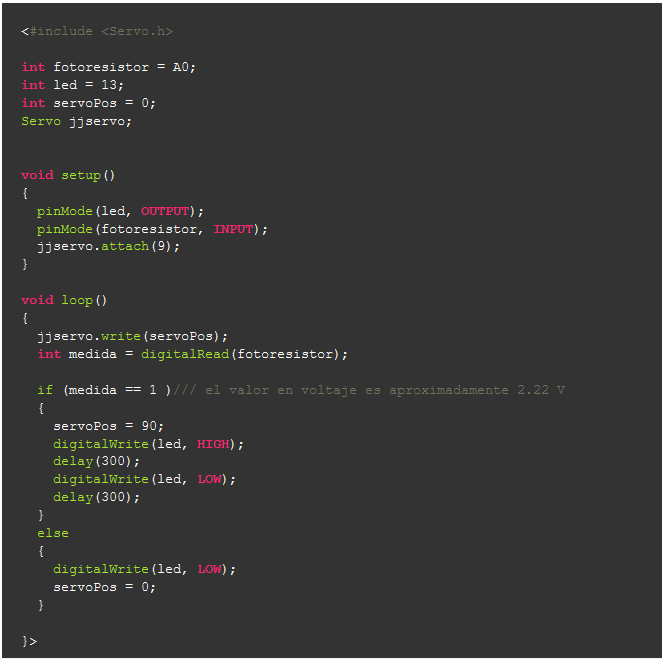 <#include <Servo.h>
int fotoresistor = A0;
int led = 13;
int servoPos = 0;
Servo jjservo;
void setup()
{
pinMode(led, OUTPUT);
pinMode(fotoresistor, INPUT);
jjservo.attach(9);
}
void loop()
{
jjservo.write(servoPos);
int medida = digitalRead(fotoresistor);
if (medida == 1 )/// el valor en voltaje es aproximadamente 2.22 V
{
servoPos = 90;
digitalWrite(led, HIGH);
delay(300);
digitalWrite(led, LOW);
delay(300);
}
else
{
digitalWrite(led, LOW);
servoPos = 0;
}
}>